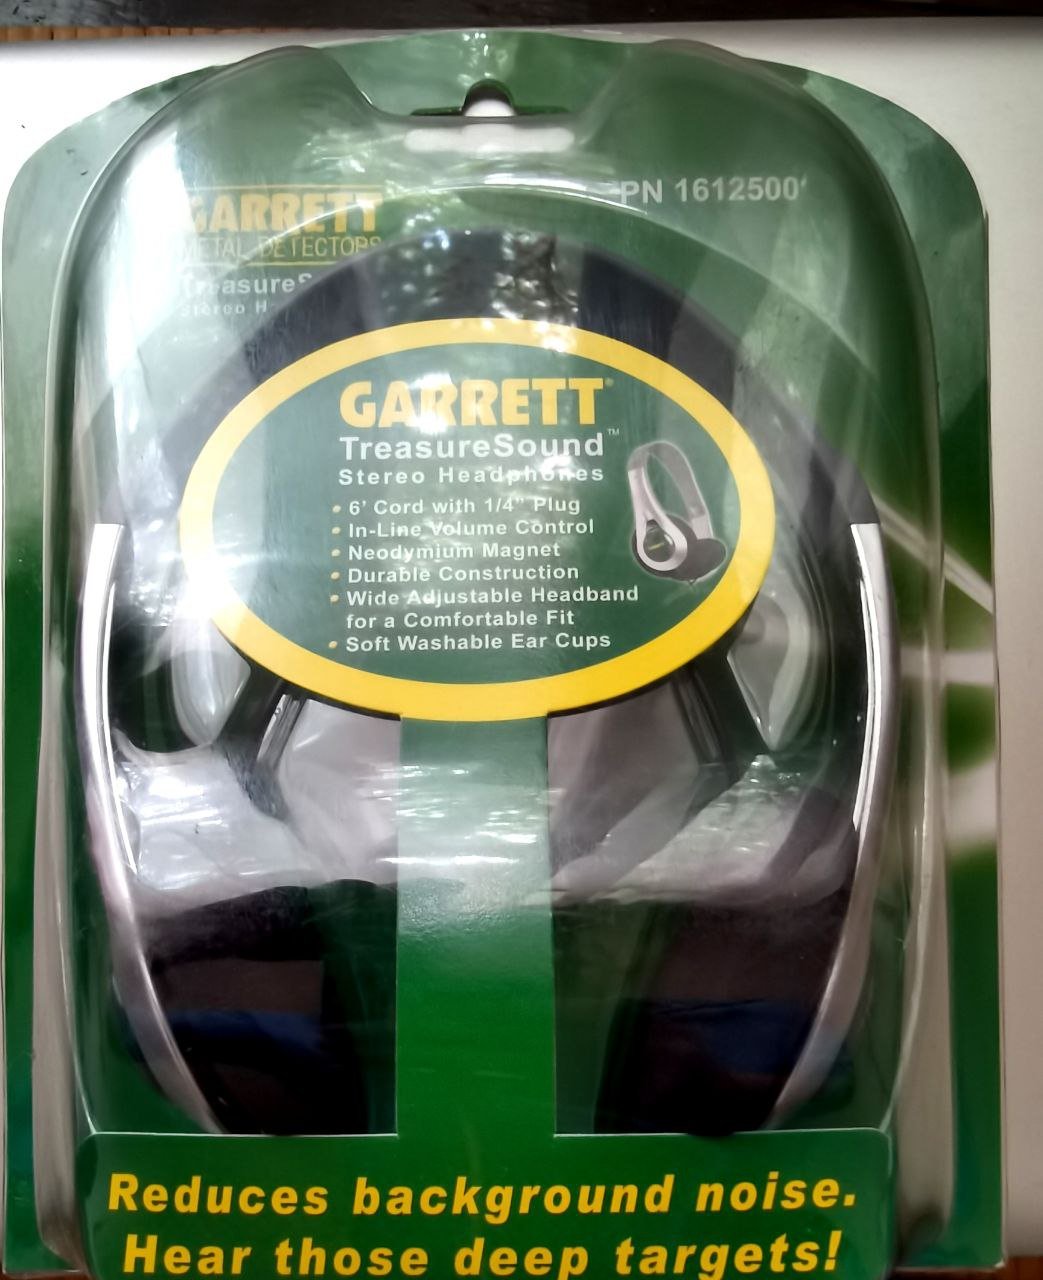 PN 1612500
GARRETT
METAL DETECTORS
TreasureS
Stereo H
GARRETT®
TreasureSound™
Stereo Headphones
• 6' Cord with 1/4" Plug
• In-Line Volume Control
• Neodymium Magnet
• Durable Construction
• Wide Adjustable Headband
for a Comfortable Fit
• Soft Washable Ear Cups
Reduces background noise.
Hear those deep targets!